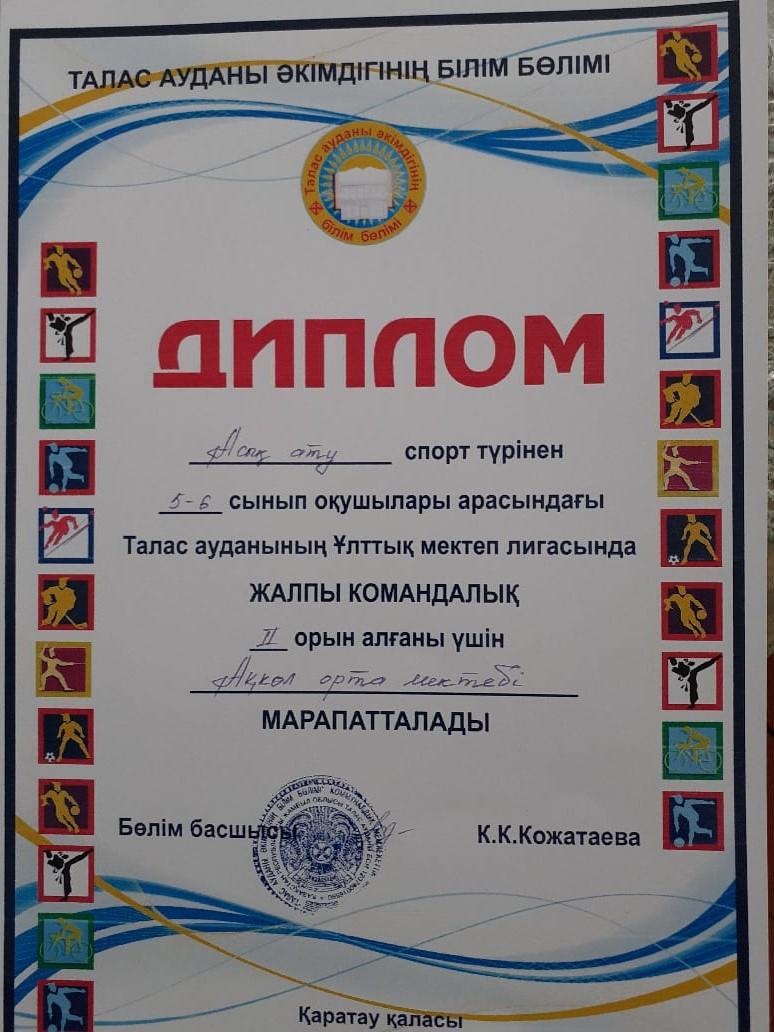 ТАЛАС АУДАНЫ ӘКІМДІГІНІҢ БІЛІМ БӨЛІМІ
Талас ауданы әкімдігінің
білім бөлімі
ДИПЛОМ
Асық ату спорт түрінен
5-6 сынып оқушылары арасындағы
Талас ауданының Ұлттық мектеп лигасында
ЖАЛПЫ КОМАНДАЛЫҚ
II орын алғаны үшін
Ақкөл орта мектебі
МАРАПАТТАЛАДЫ
Бөлім басшысы К.К.Кожатаева
Қаратау қаласы